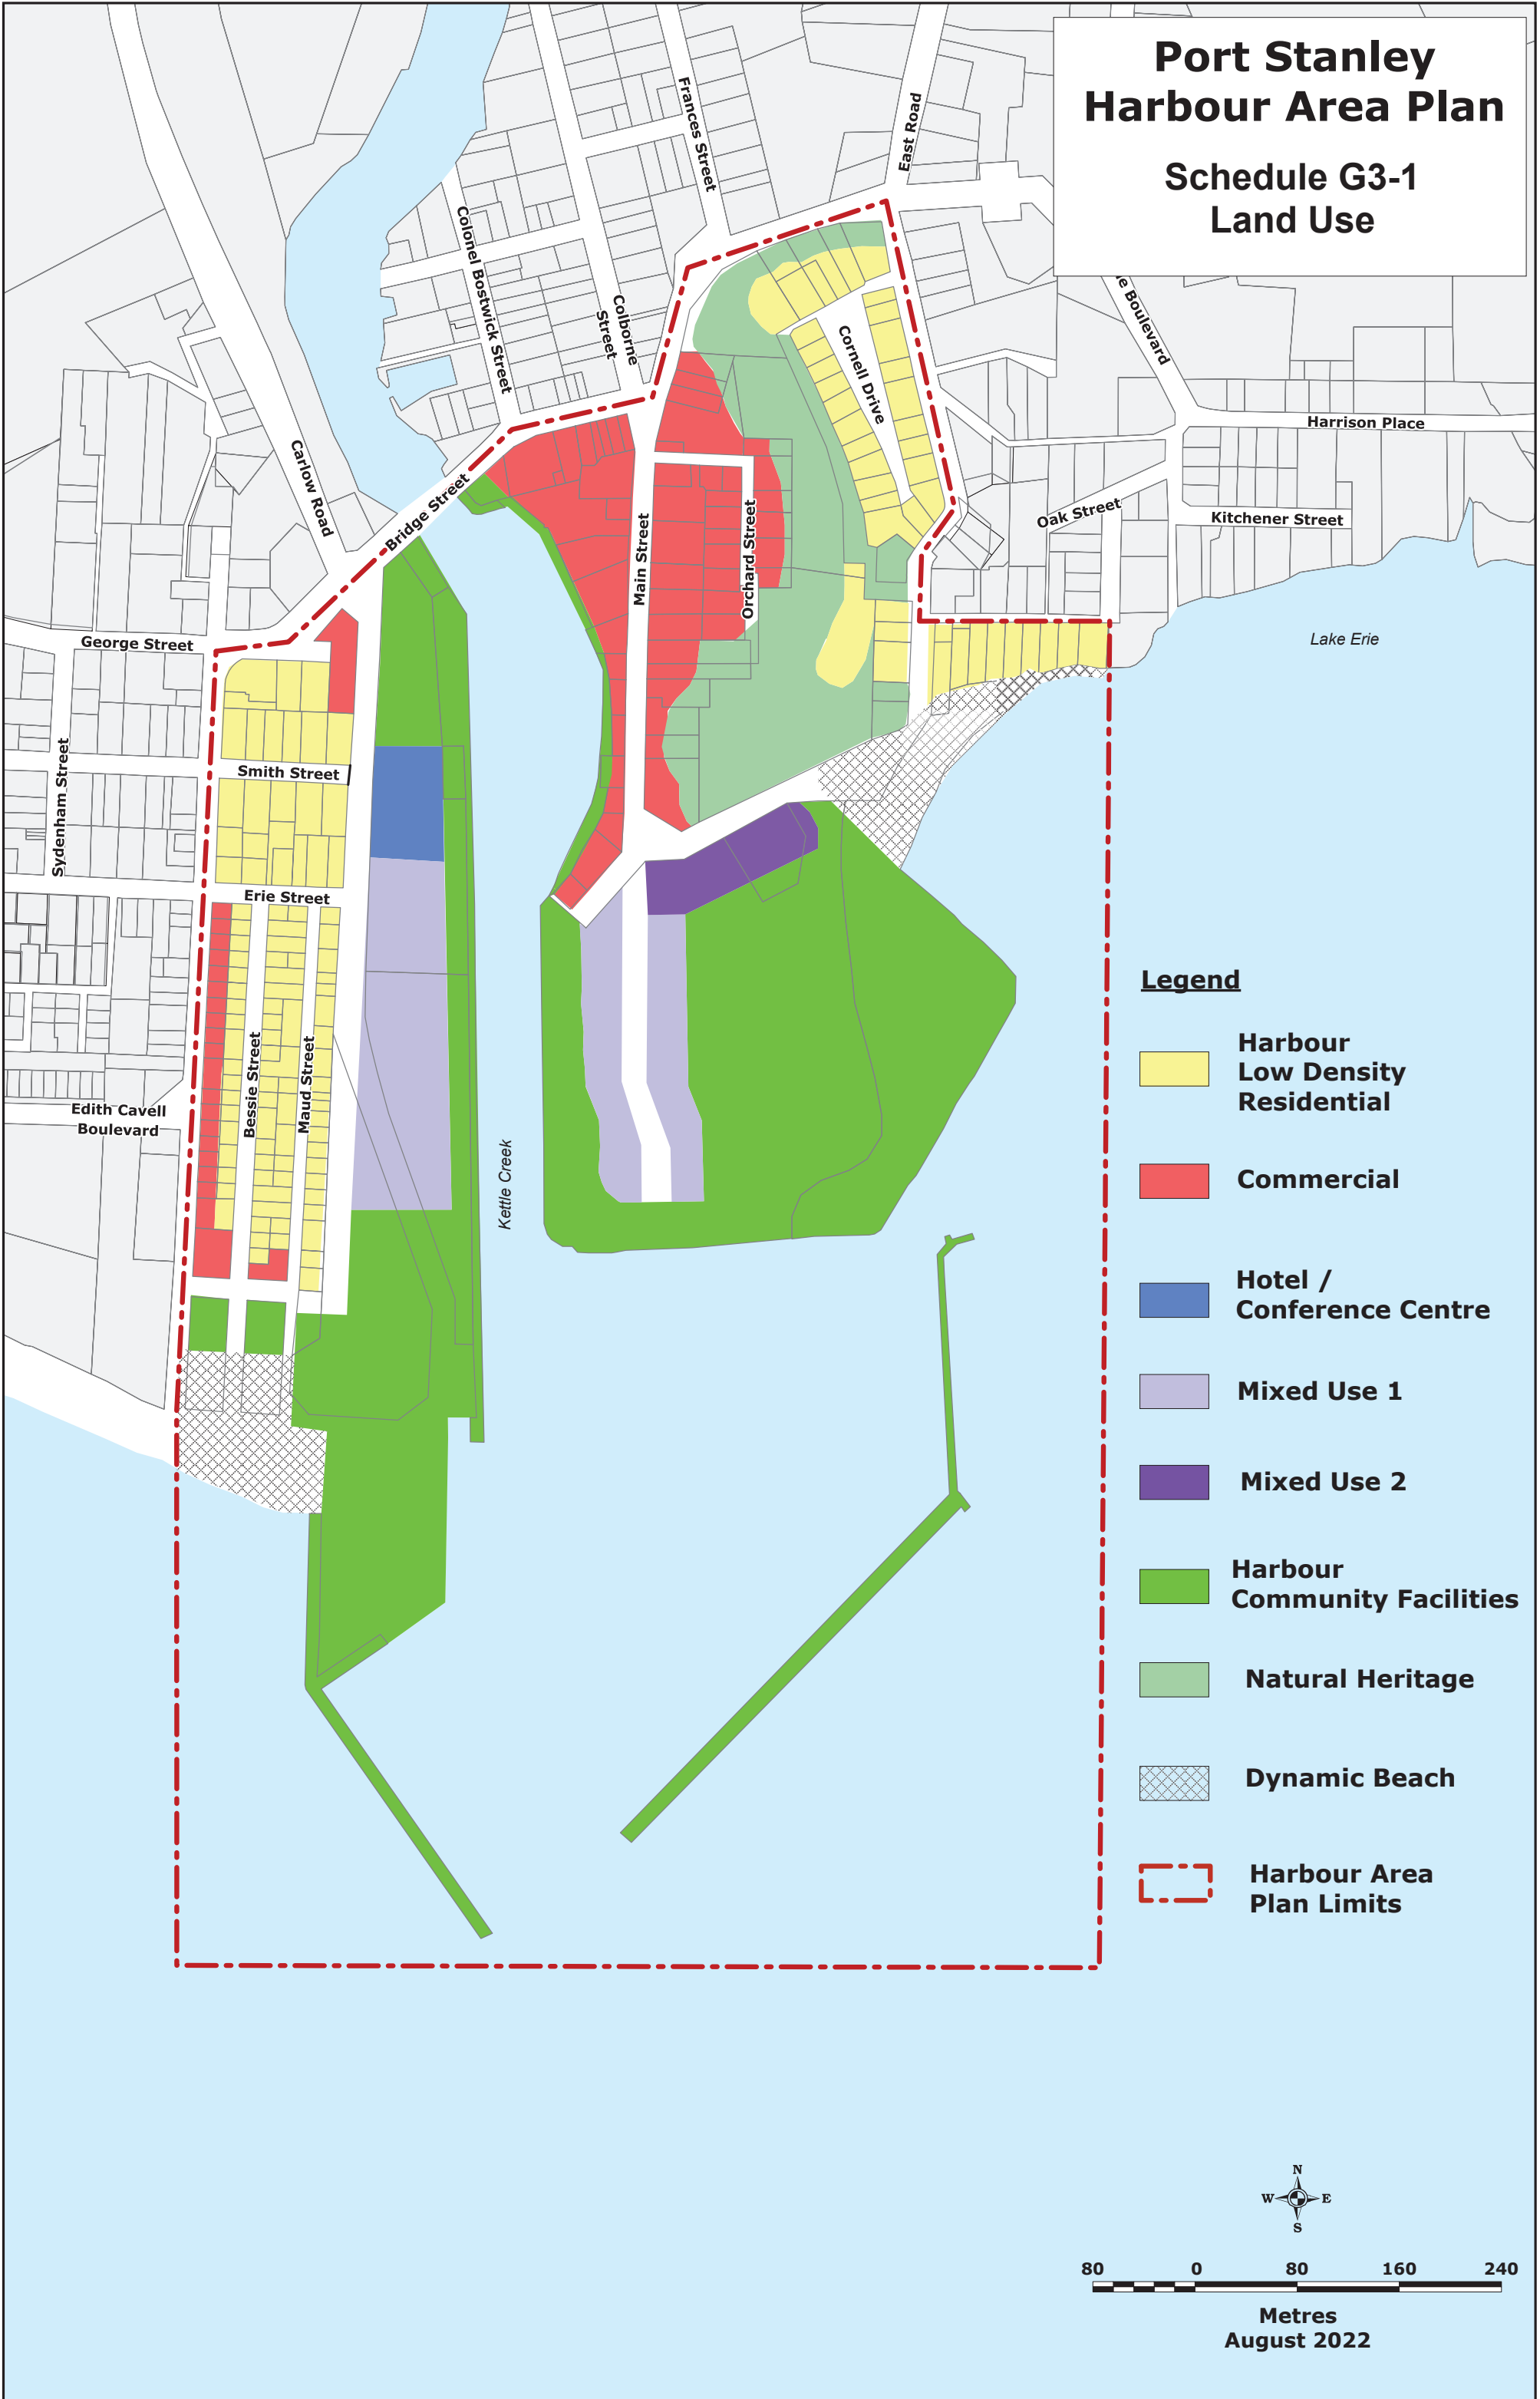 Port Stanley
Harbour Area Plan
Schedule G3-1
Land Use
Frances Street
East Road
Colonel Bostwick Street
Colborne
Street
Boulevard
Cornell Drive
Harrison Place
Carlow Road
Bridge Street
Oak Street
Kitchener Street
Main Street
Orchard Street
George Street
Lake Erie
Smith Street
Sydenham Street
Erie Street
Bessie Street
Maud Street
Edith Cavell
Boulevard
Kettle Creek
Legend
Harbour
Low Density
Residential
Commercial
Hotel /
Conference Centre
Mixed Use 1
Mixed Use 2
Harbour
Community Facilities
Natural Heritage
Dynamic Beach
Harbour Area
Plan Limits
N
W E
S
80 0 80 160 240
Metres
August 2022